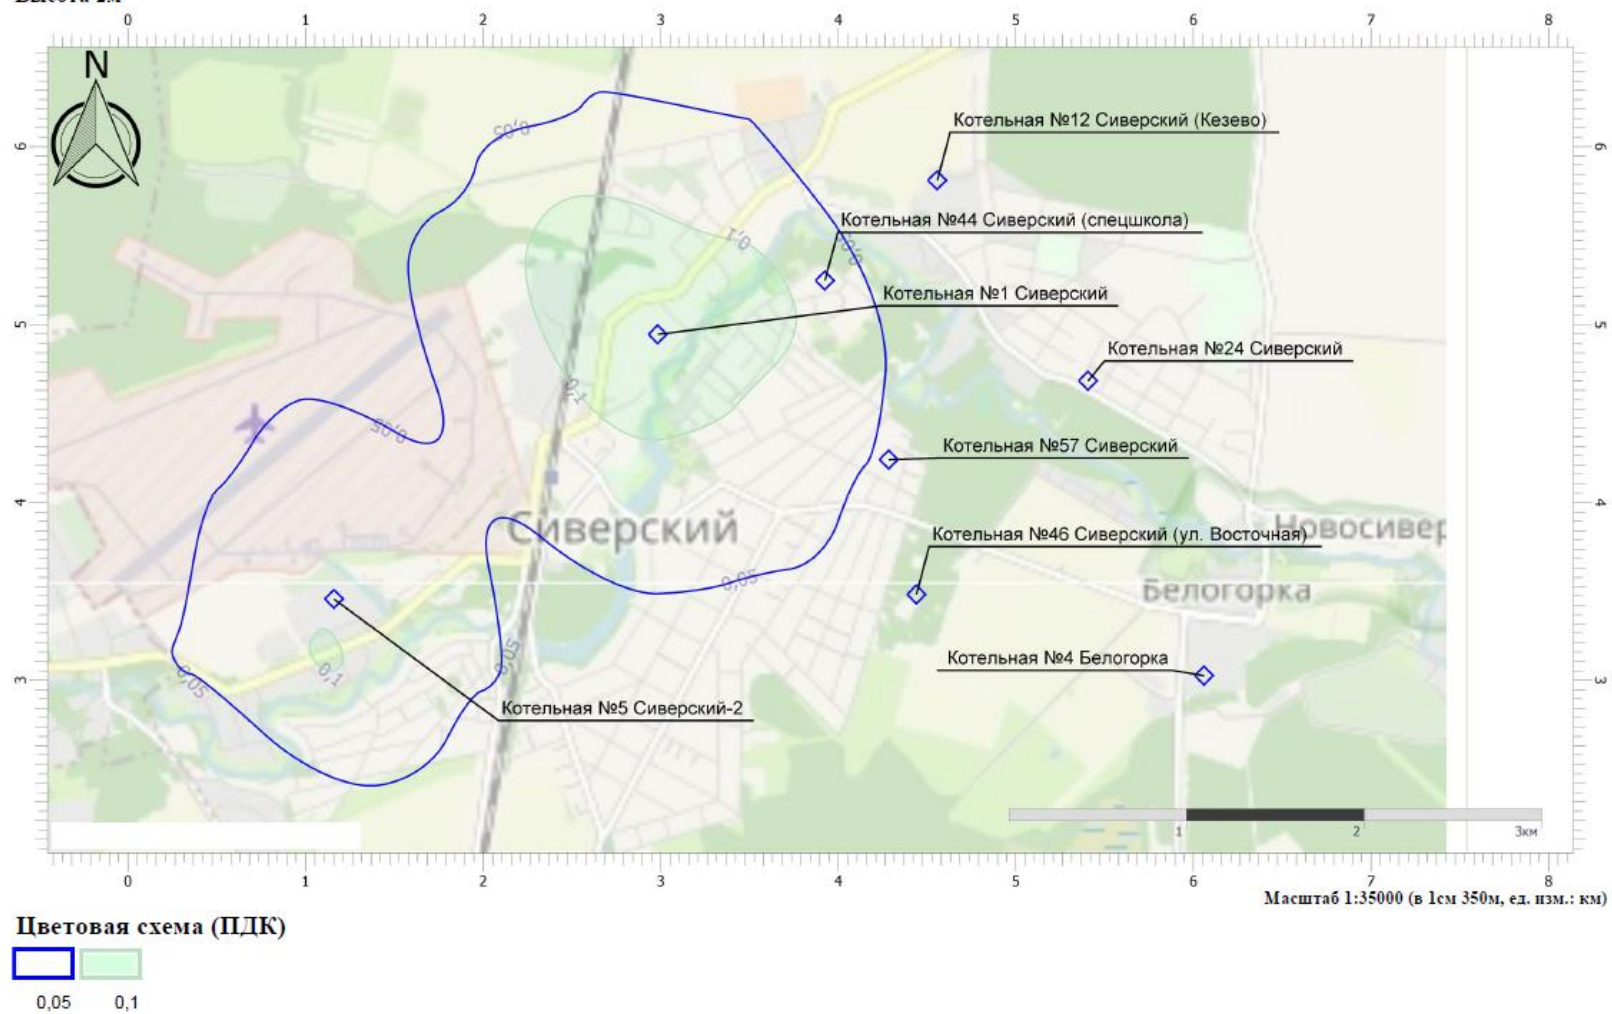 0 1 2 3 4 5 6 7 8
N
6 6
0,05
Котельная №12 Сиверский (Кезево)
Котельная №44 Сиверский (спецшкола)
0,1
0,05
Котельная №1 Сиверский
5 5
Котельная №24 Сиверский
0,1
0,05
Котельная №57 Сиверский
4 4
Сиверский
Новосивер
Котельная №46 Сиверский (ул. Восточная)
0,05
Белогорка
0,05
Котельная №4 Белогорка
3 3
0,05
0,1
Котельная №5 Сиверский-2
1 2 3км
0 1 2 3 4 5 6 7 8
Масштаб 1:35000 (в 1см 350м, ед. изм.: км)
Цветовая схема (ПДК)
0,05 0,1